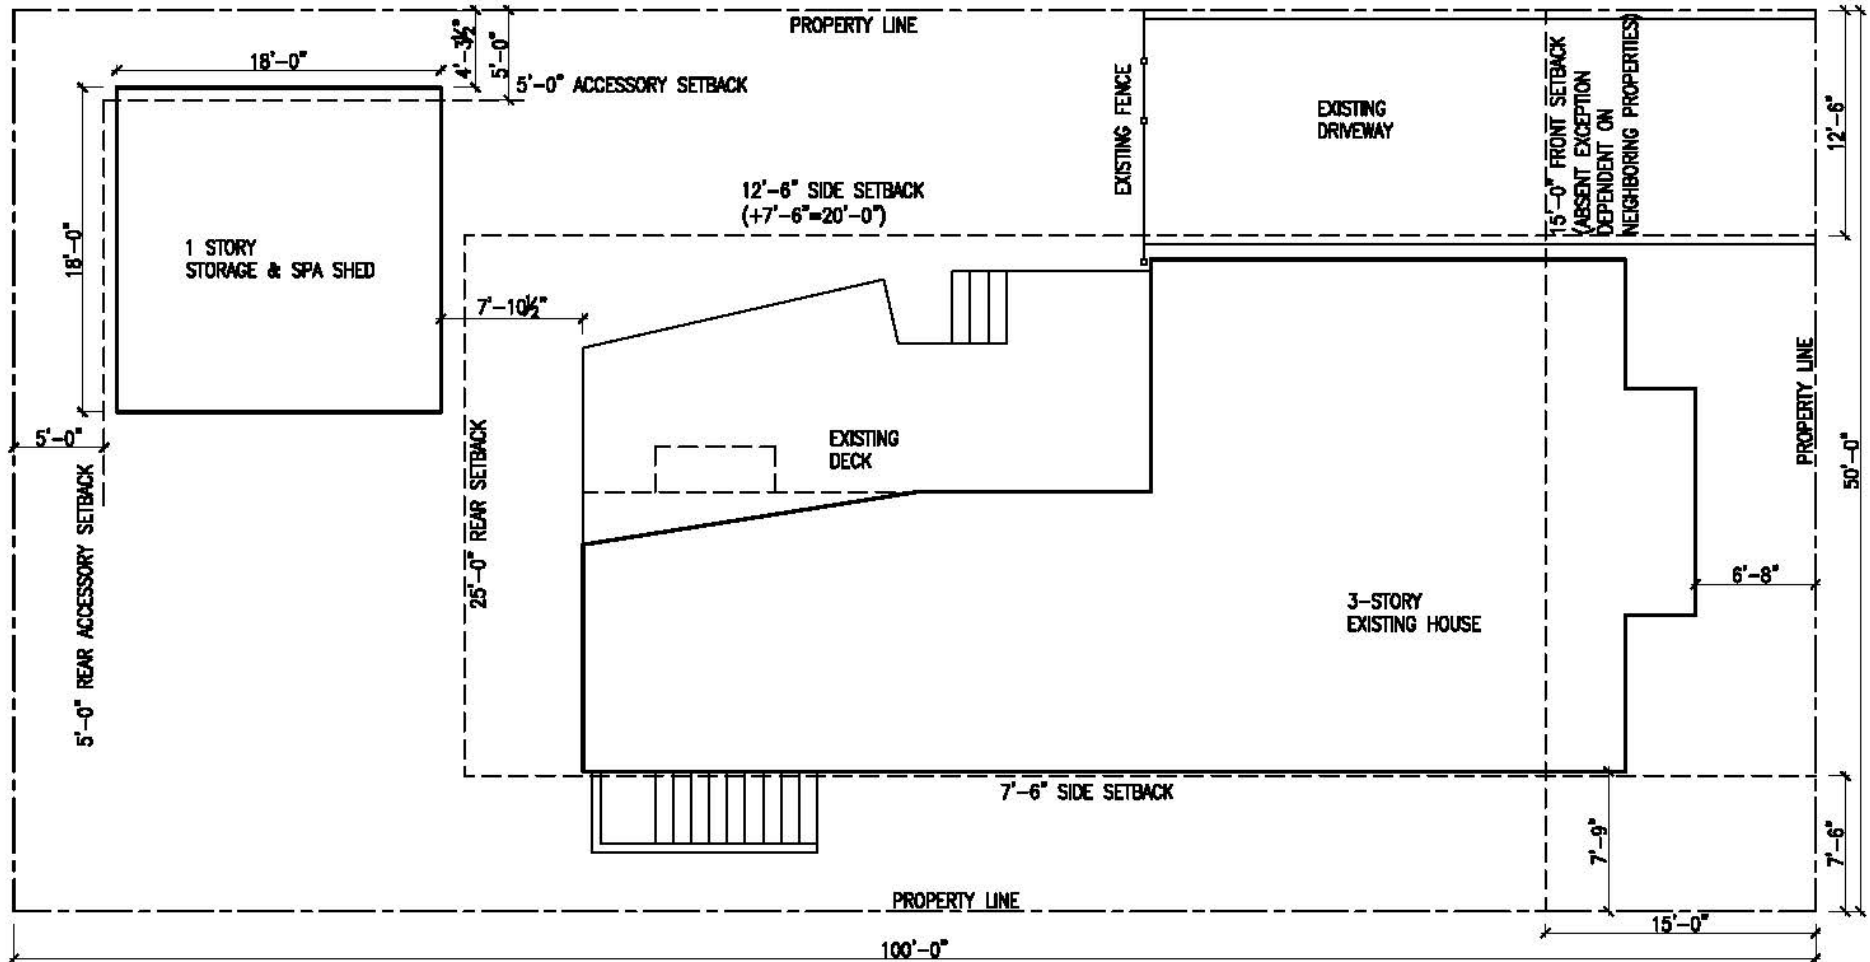 PROPERTY LINE
18'-0"
4'-3½"
5'-0"
5'-0" ACCESSORY SETBACK
EXISTING FENCE
EXISTING
DRIVEWAY
15'-0" FRONT SETBACK
(ABSENT EXCEPTION
DEPENDENT ON
NEIGHBORING PROPERTIES)
12'-6"
12'-6" SIDE SETBACK
(+7'-6"=20'-0")
18'-0"
1 STORY
STORAGE & SPA SHED
7'-10½"
PROPERTY LINE
50'-0"
5'-0"
5'-0" REAR ACCESSORY SETBACK
25'-0" REAR SETBACK
EXISTING
DECK
6'-8"
3-STORY
EXISTING HOUSE
7'-6" SIDE SETBACK
7'-9"
7'-6"
PROPERTY LINE
15'-0"
100'-0"